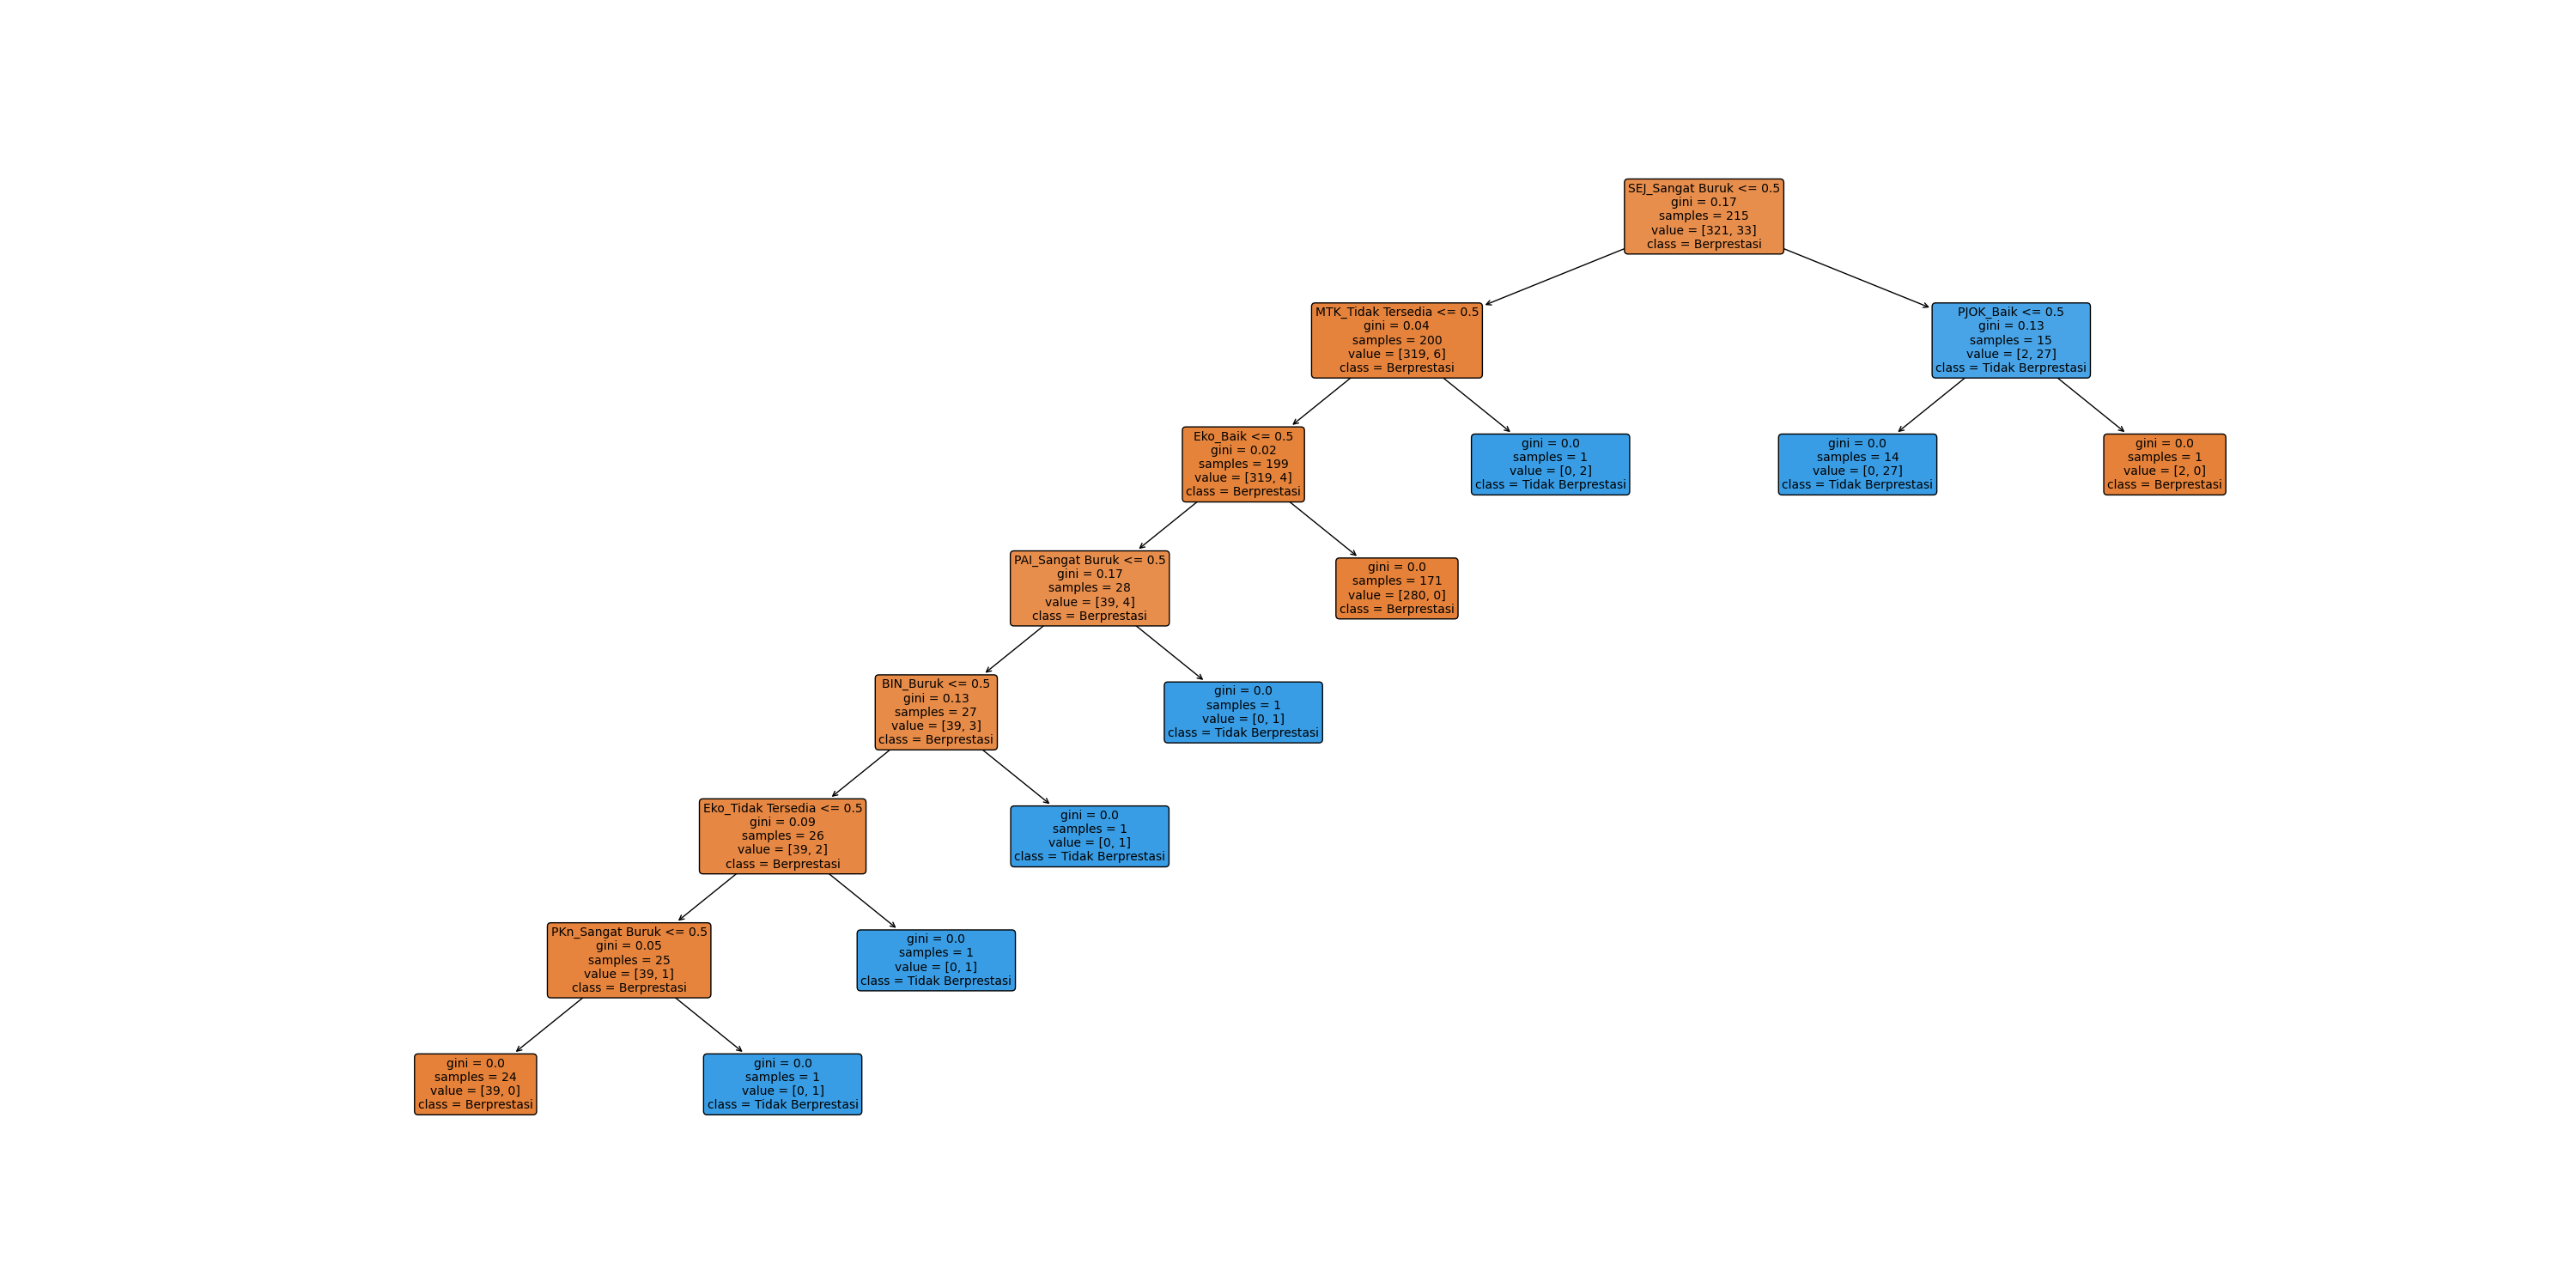 SEJ_Sangat Buruk <= 0.5
gini = 0.17
samples = 215
value = [321, 33]
class = Berprestasi
MTK_Tidak Tersedia <= 0.5
gini = 0.04
samples = 200
value = [319, 6]
class = Berprestasi
PJOK_Baik <= 0.5
gini = 0.13
samples = 15
value = [2, 27]
class = Tidak Berprestasi
Eko_Baik <= 0.5
gini = 0.02
samples = 199
value = [319, 4]
class = Berprestasi
gini = 0.0
samples = 1
value = [0, 2]
class = Tidak Berprestasi
gini = 0.0
samples = 14
value = [0, 27]
class = Tidak Berprestasi
gini = 0.0
samples = 1
value = [2, 0]
class = Berprestasi
PAI_Sangat Buruk <= 0.5
gini = 0.17
samples = 28
value = [39, 4]
class = Berprestasi
gini = 0.0
samples = 171
value = [280, 0]
class = Berprestasi
BIN_Buruk <= 0.5
gini = 0.13
samples = 27
value = [39, 3]
class = Berprestasi
gini = 0.0
samples = 1
value = [0, 1]
class = Tidak Berprestasi
Eko_Tidak Tersedia <= 0.5
gini = 0.09
samples = 26
value = [39, 2]
class = Berprestasi
gini = 0.0
samples = 1
value = [0, 1]
class = Tidak Berprestasi
PKn_Sangat Buruk <= 0.5
gini = 0.05
samples = 25
value = [39, 1]
class = Berprestasi
gini = 0.0
samples = 1
value = [0, 1]
class = Tidak Berprestasi
gini = 0.0
samples = 24
value = [39, 0]
class = Berprestasi
gini = 0.0
samples = 1
value = [0, 1]
class = Tidak Berprestasi